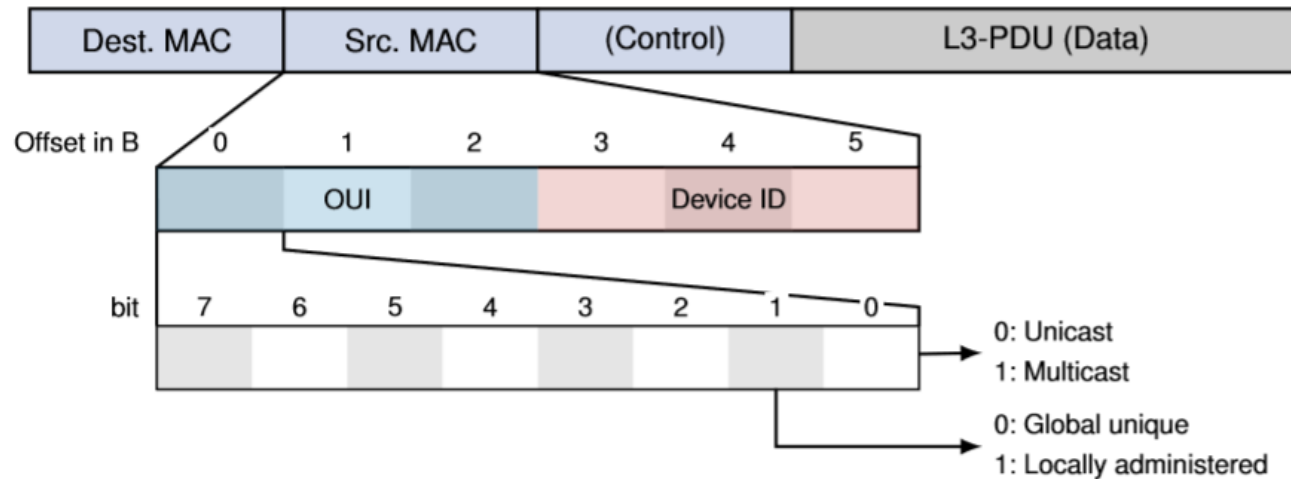 Dest. MAC Src. MAC (Control) L3-PDU (Data)
Offset in B 0 1 2 3 4 5
OUI Device ID
bit 7 6 5 4 3 2 1 0
0: Unicast
1: Multicast
0: Global unique
1: Locally administered